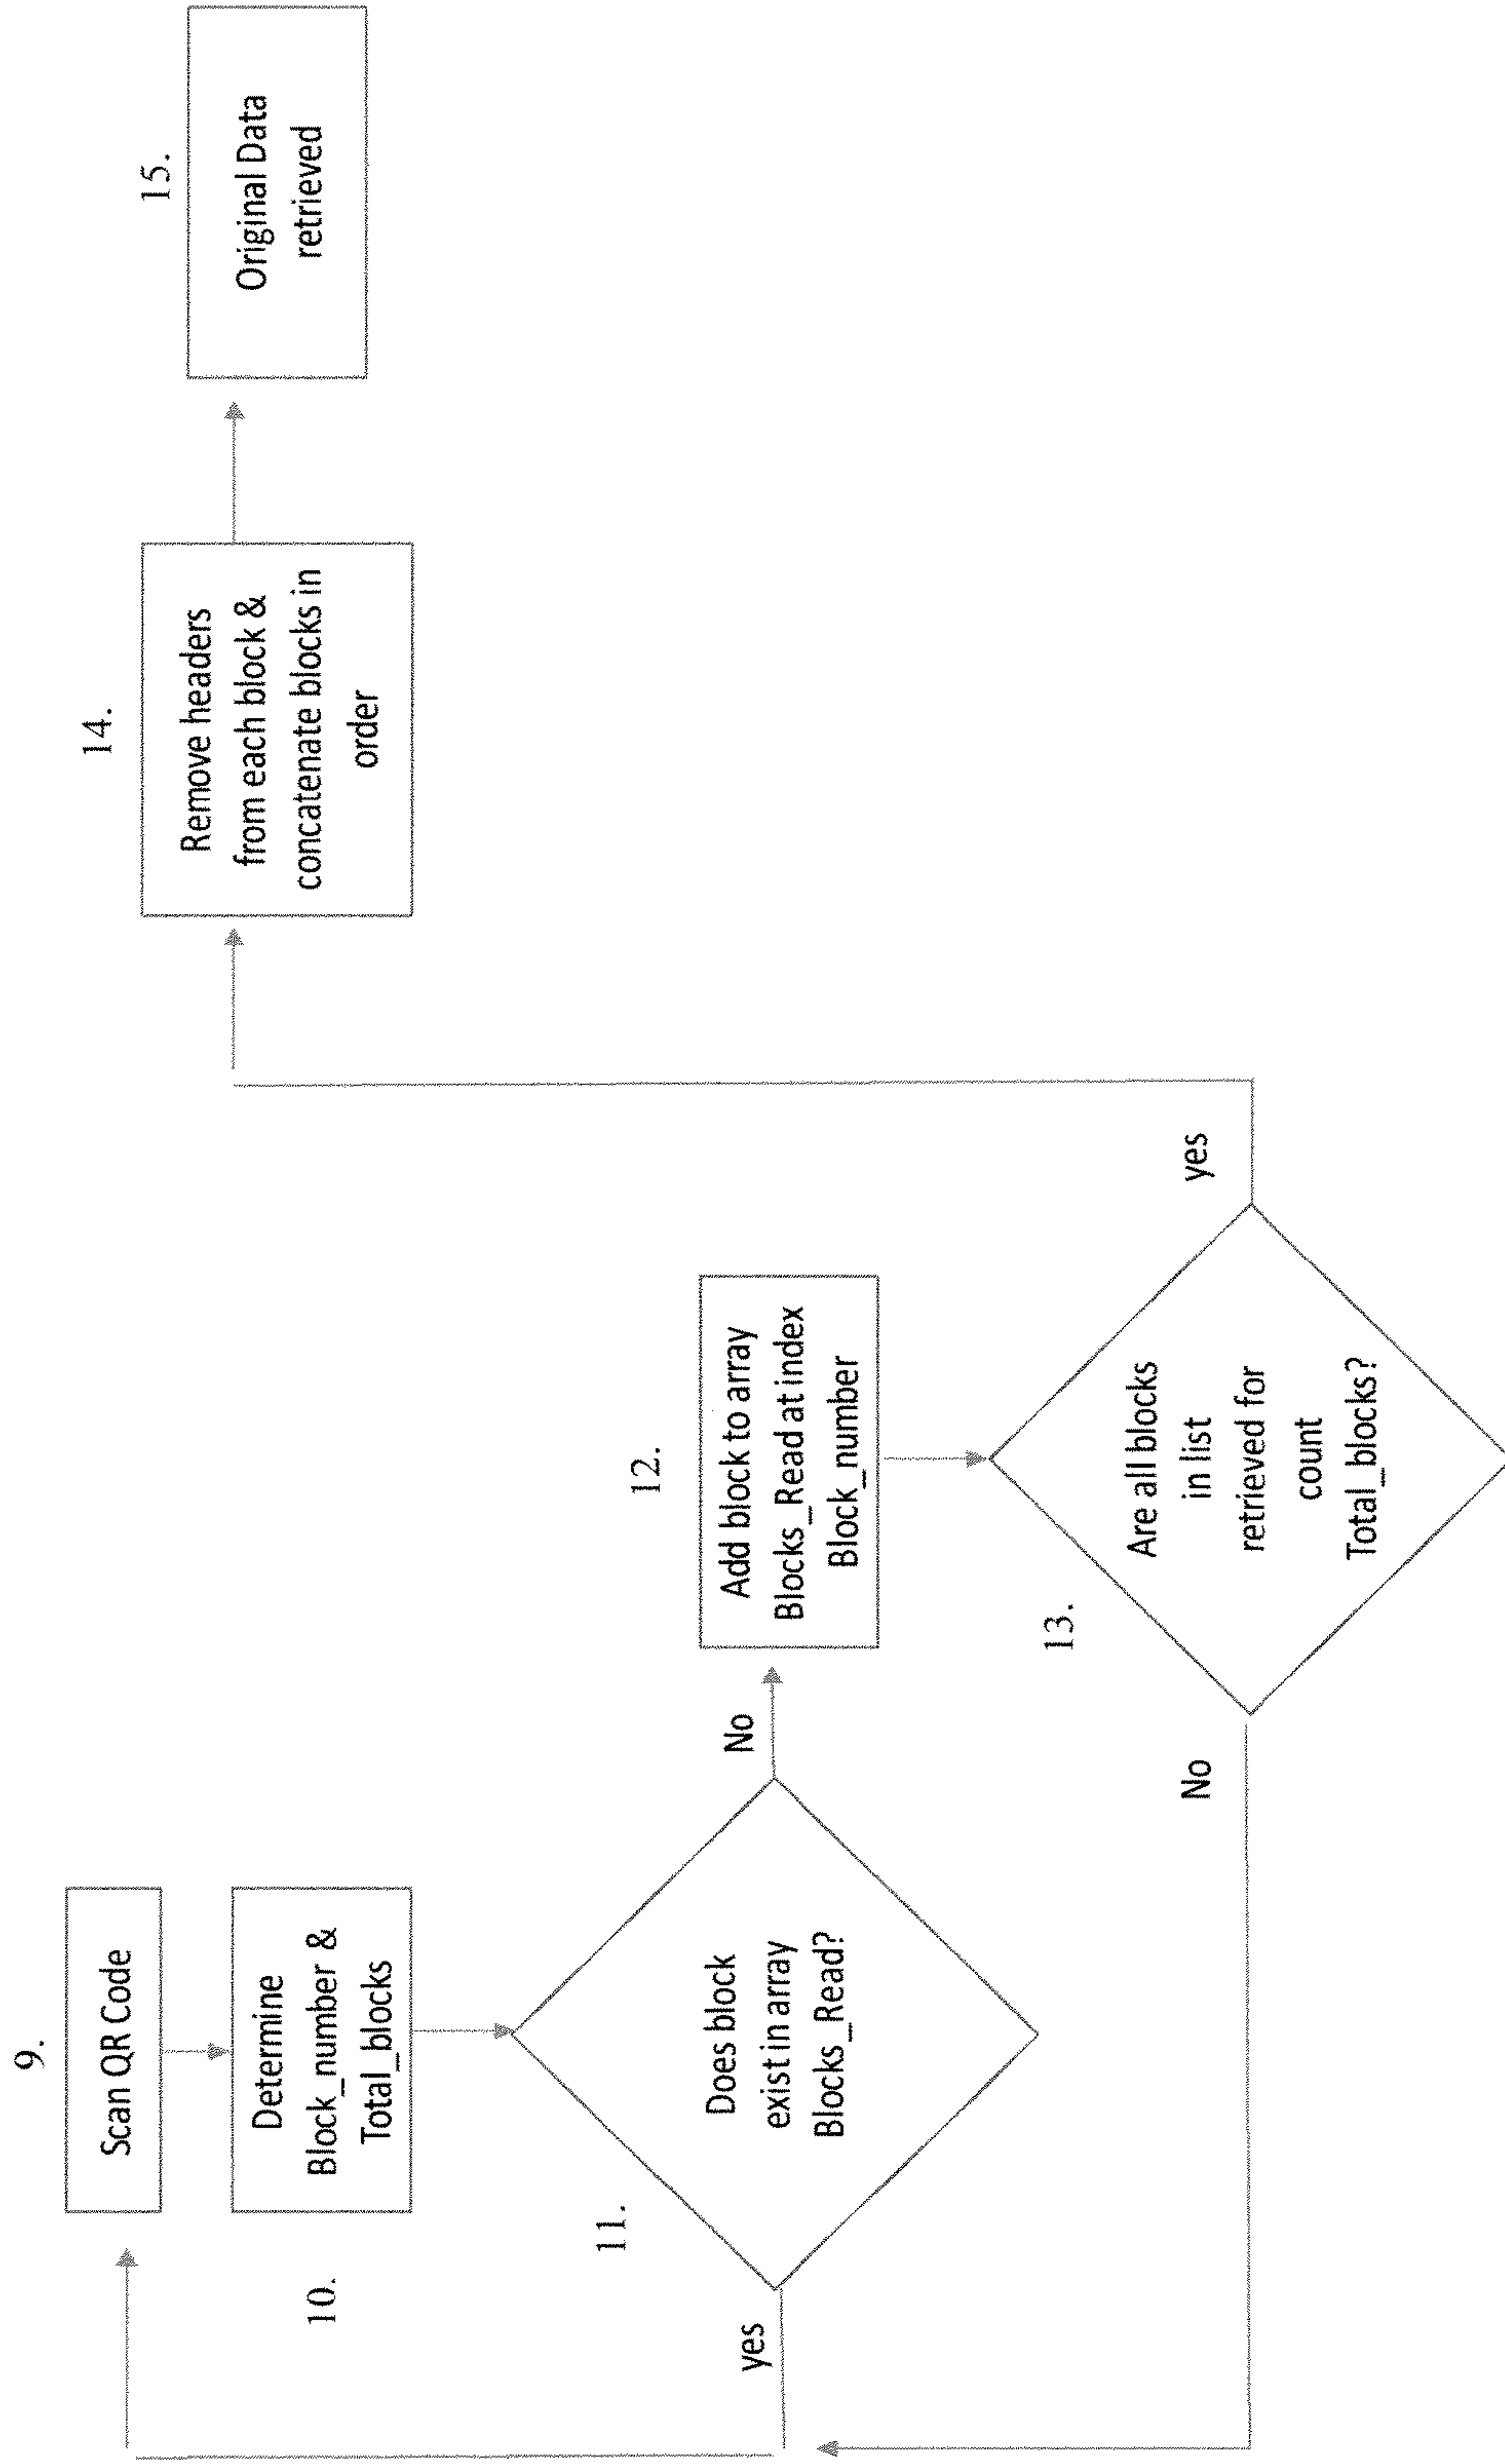 9.
Scan QR Code
10.
Determine
Block_number &
Total_blocks
11.
Does block
exist in array
Blocks_Read?
yes
No
12.
Add block to array
Blocks_Read at index
Block_number
13.
Are all blocks
in list
retrieved for
count
Total_blocks?
No
yes
14.
Remove headers
from each block &
concatenate blocks in
order
15.
Original Data
retrieved